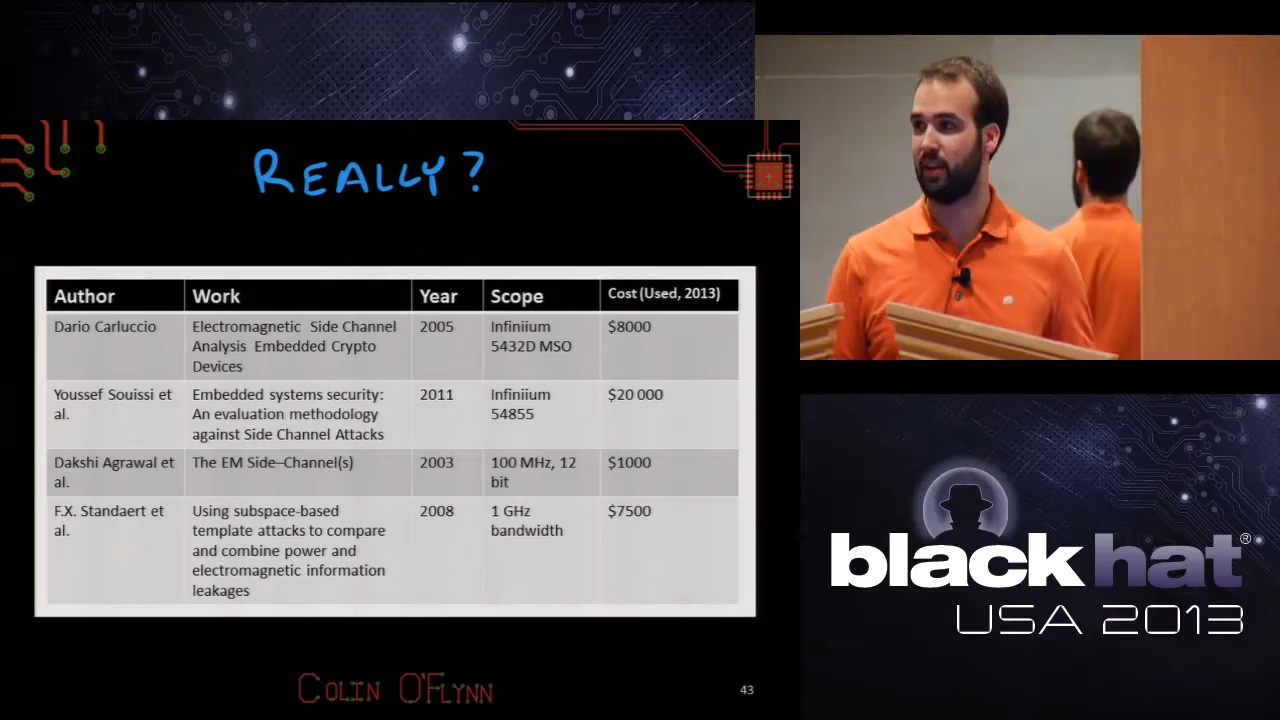 REALLY?
Author Work Year Scope Cost (Used, 2013)
Dario Carluccio Electromagnetic Side Channel 2005 Infiniium $8000
Analysis Embedded Crypto 5432D MSO
Devices
Youssef Souissi et Embedded systems security: 2011 Infiniium $20 000
al. An evaluation methodology 54855
against Side Channel Attacks
Dakshi Agrawal et The EM Side–Channel(s) 2003 100 MHz, 12 $1000
al. bit
F.X. Standaert et Using subspace-based 2008 1 GHz $7500
al. template attacks to compare bandwidth
and combine power and
electromagnetic information
leakages
COLIN O'FLYNN
43
black hat®
USA 2013